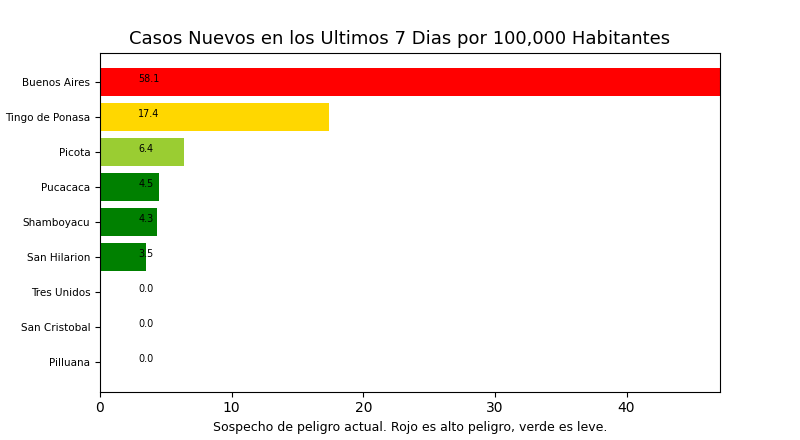 Casos Nuevos en los Ultimos 7 Dias por 100,000 Habitantes
Buenos Aires 58.1
Tingo de Ponasa 17.4
Picota 6.4
Pucacaca 4.5
Shamboyacu 4.3
San Hilarion 3.5
Tres Unidos 0.0
San Cristobal 0.0
Pilluana 0.0
0 10 20 30 40
Sospecho de peligro actual. Rojo es alto peligro, verde es leve.